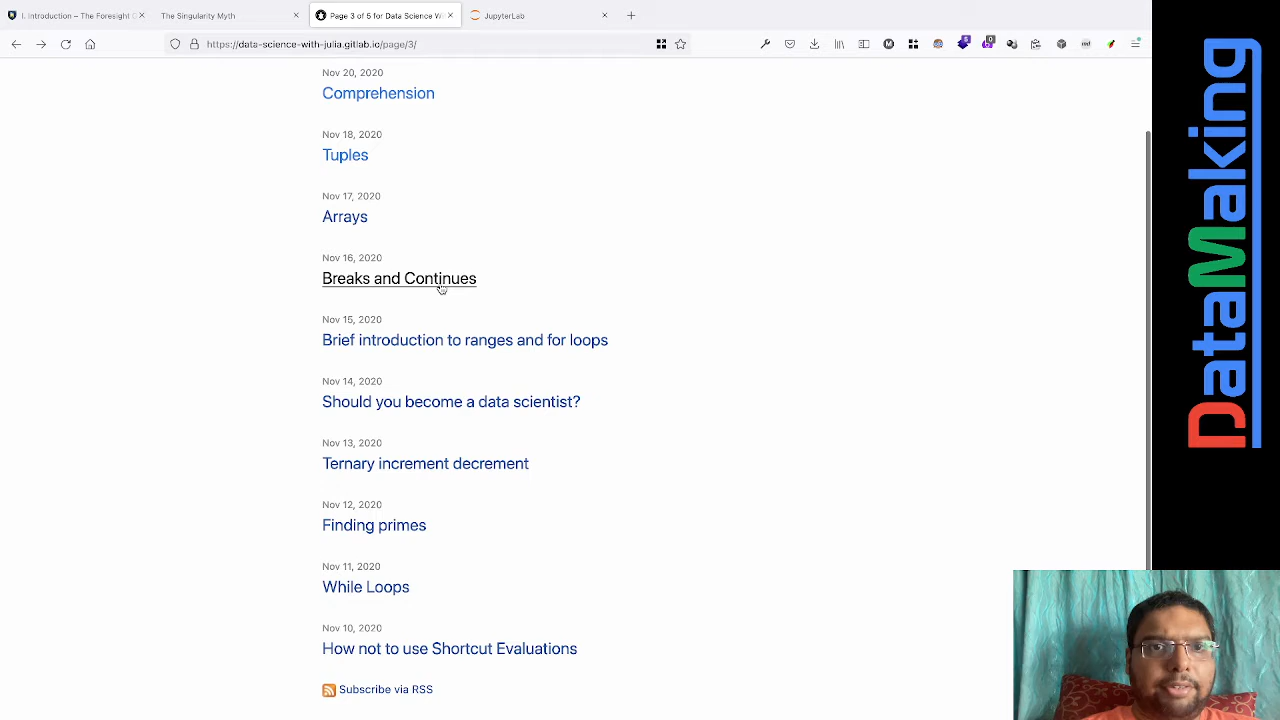 I. Introduction – The Foresight G
The Singularity Myth
Page 3 of 5 for Data Science Wi
JupyterLab
https://data-science-with-julia.gitlab.io/page/3/
Nov 20, 2020
Comprehension
Nov 18, 2020
Tuples
Nov 17, 2020
Arrays
Nov 16, 2020
Breaks and Continues
Nov 15, 2020
Brief introduction to ranges and for loops
Nov 14, 2020
Should you become a data scientist?
Nov 13, 2020
Ternary increment decrement
Nov 12, 2020
Finding primes
Nov 11, 2020
While Loops
Nov 10, 2020
How not to use Shortcut Evaluations
Subscribe via RSS
DataMaking